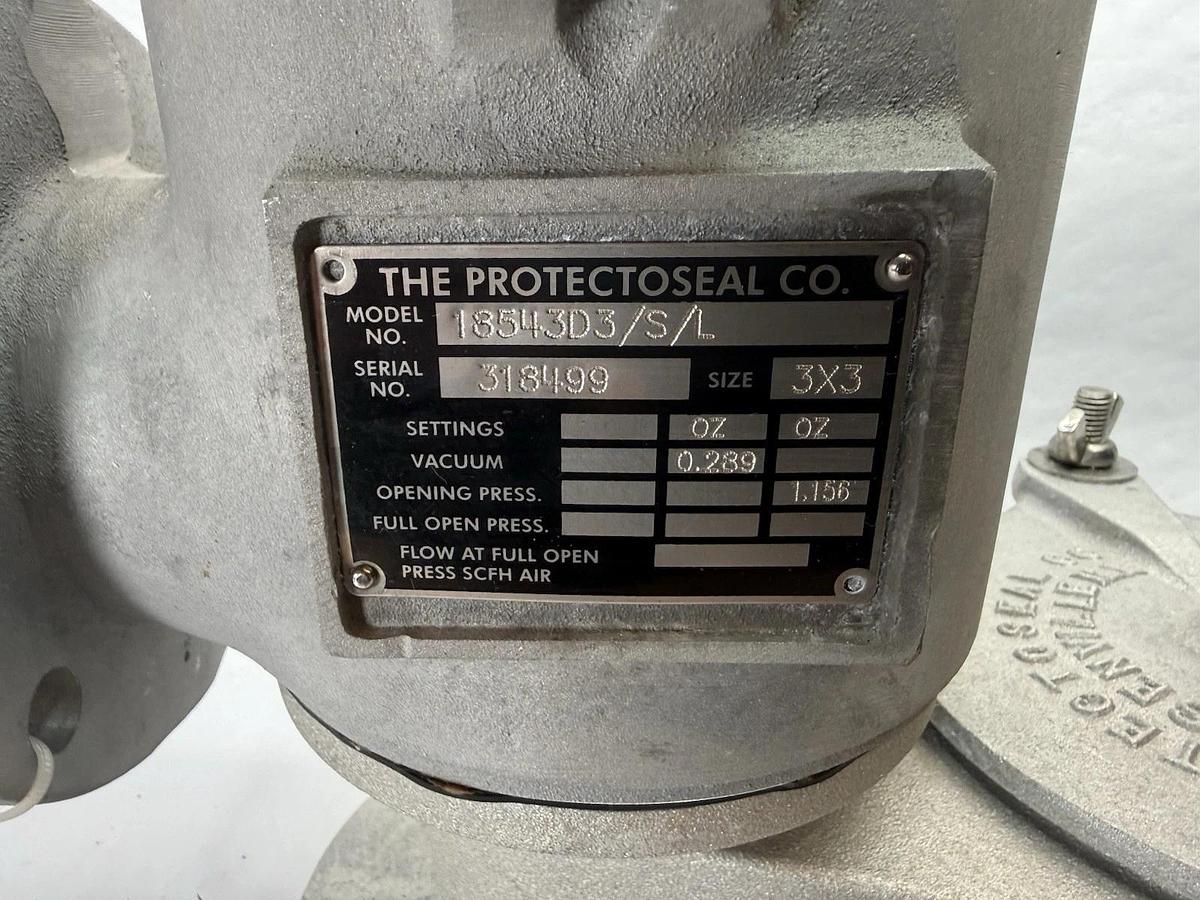 THE PROTECTOSEAL CO.
MODEL NO. 18543D3/S/L
SERIAL NO. 318499 SIZE 3X3
SETTINGS OZ OZ
VACUUM 0.289
OPENING PRESS. 1.156
FULL OPEN PRESS.
FLOW AT FULL OPEN
PRESS SCFH AIR